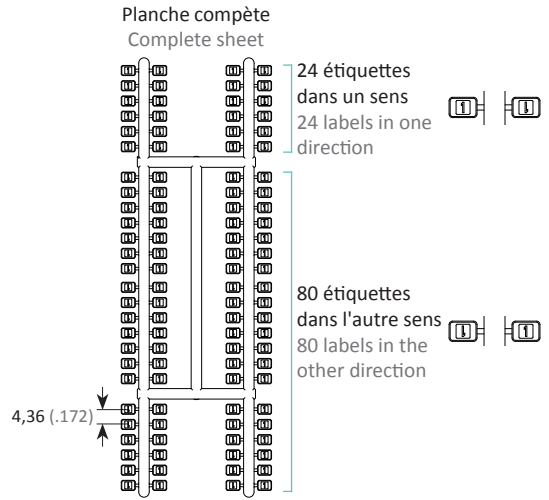 Planche compète
Complete sheet
24 étiquettes
dans un sens
24 labels in one
direction
80 étiquettes
dans l'autre sens
80 labels in the
other direction
4,36 (.172)